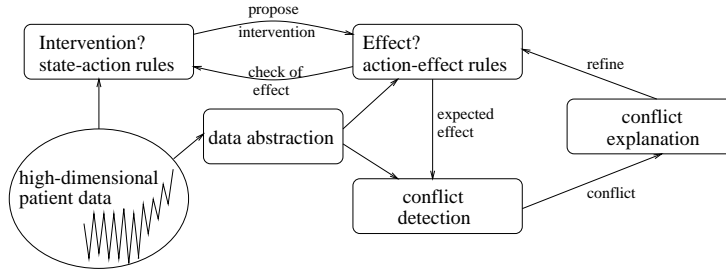 propose
intervention
Intervention?
state-action rules
Effect?
action-effect rules
check of
effect
refine
data abstraction
expected
effect
conflict
explanation
high-dimensional
patient data
conflict
detection
conflict